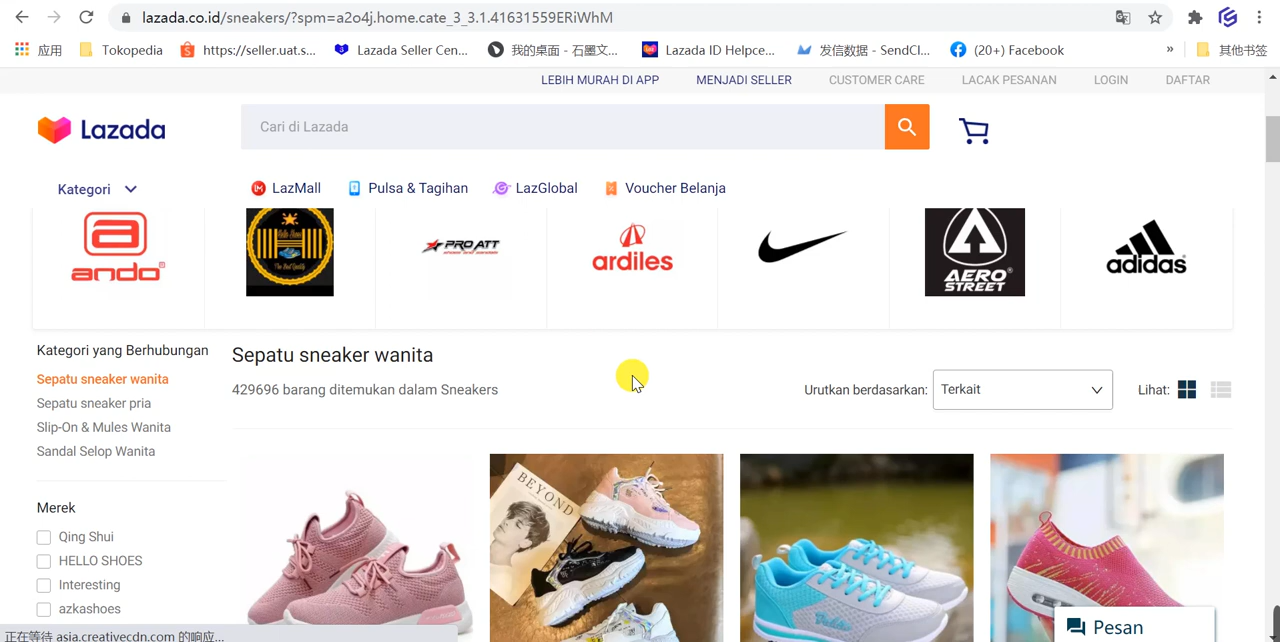 lazada.co.id/sneakers/?spm=a2o4j.home.cate_3_3.1.41631559ERiWhM
应用 Tokopedia https://seller.uat.s... Lazada Seller Cen... 我的桌面 - 石墨文... Lazada ID Helpce... 发信数据 - SendCl... (20+) Facebook » 其他书签
LEBIH MURAH DI APP MENJADI SELLER CUSTOMER CARE LACAK PESANAN LOGIN DAFTAR
Lazada Cari di Lazada
Kategori LazMall Pulsa & Tagihan LazGlobal Voucher Belanja
ando The Best Quality PRO ATT ardiles AERO STREET adidas
Kategori yang Berhubungan
Sepatu sneaker wanita
Sepatu sneaker wanita
429696 barang ditemukan dalam Sneakers Urutkan berdasarkan: Terkait Lihat:
Sepatu sneaker pria
Slip-On & Mules Wanita
Sandal Selop Wanita
Merek
Qing Shui
HELLO SHOES
Interesting
azkashoes
BEYOND
Pesan
正在等待 asia.creativecdn.com 的响应...